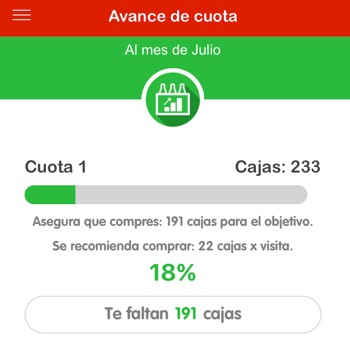 Avance de cuota
Al mes de Julio
Cuota 1 Cajas: 233
Asegura que compres: 191 cajas para el objetivo.
Se recomienda comprar: 22 cajas x visita.
18%
Te faltan 191 cajas